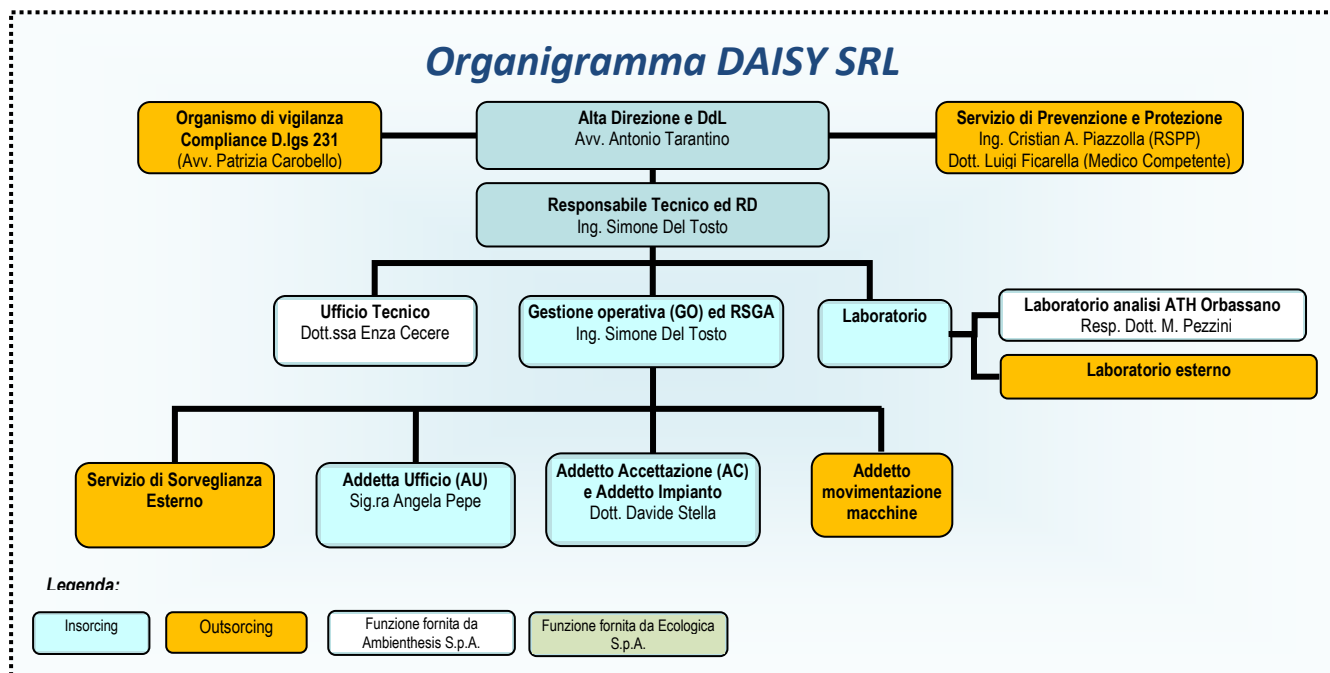 Organigramma DAISY SRL
Organismo di vigilanza
Compliance D.lgs 231
(Avv. Patrizia Carobello)
Alta Direzione e DdL
Avv. Antonio Tarantino
Servizio di Prevenzione e Protezione
Ing. Cristian A. Piazzolla (RSPP)
Dott. Luigi Ficarella (Medico Competente)
Responsabile Tecnico ed RD
Ing. Simone Del Tosto
Ufficio Tecnico
Dott.ssa Enza Cecere
Gestione operativa (GO) ed RSGA
Ing. Simone Del Tosto
Laboratorio
Laboratorio analisi ATH Orbassano
Resp. Dott. M. Pezzini
Laboratorio esterno
Servizio di Sorveglianza
Esterno
Addetta Ufficio (AU)
Sig.ra Angela Pepe
Addetto Accettazione (AC)
e Addetto Impianto
Dott. Davide Stella
Addetto
movimentazione
macchine
Legenda:
Insorcing
Outsorcing
Funzione fornita da
Ambienthesis S.p.A.
Funzione fornita da Ecologica
S.p.A.